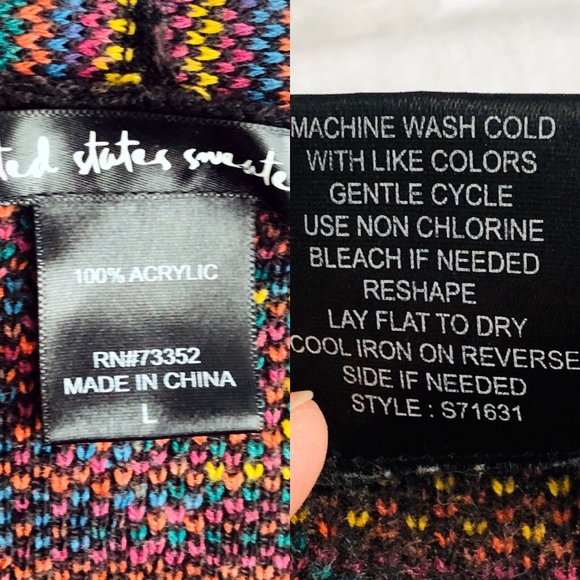 ted states sweate
100% ACRYLIC
RN#73352
MADE IN CHINA
L
MACHINE WASH COLD
WITH LIKE COLORS
GENTLE CYCLE
USE NON CHLORINE
BLEACH IF NEEDED
RESHAPE
LAY FLAT TO DRY
COOL IRON ON REVERSE
SIDE IF NEEDED
STYLE : S71631